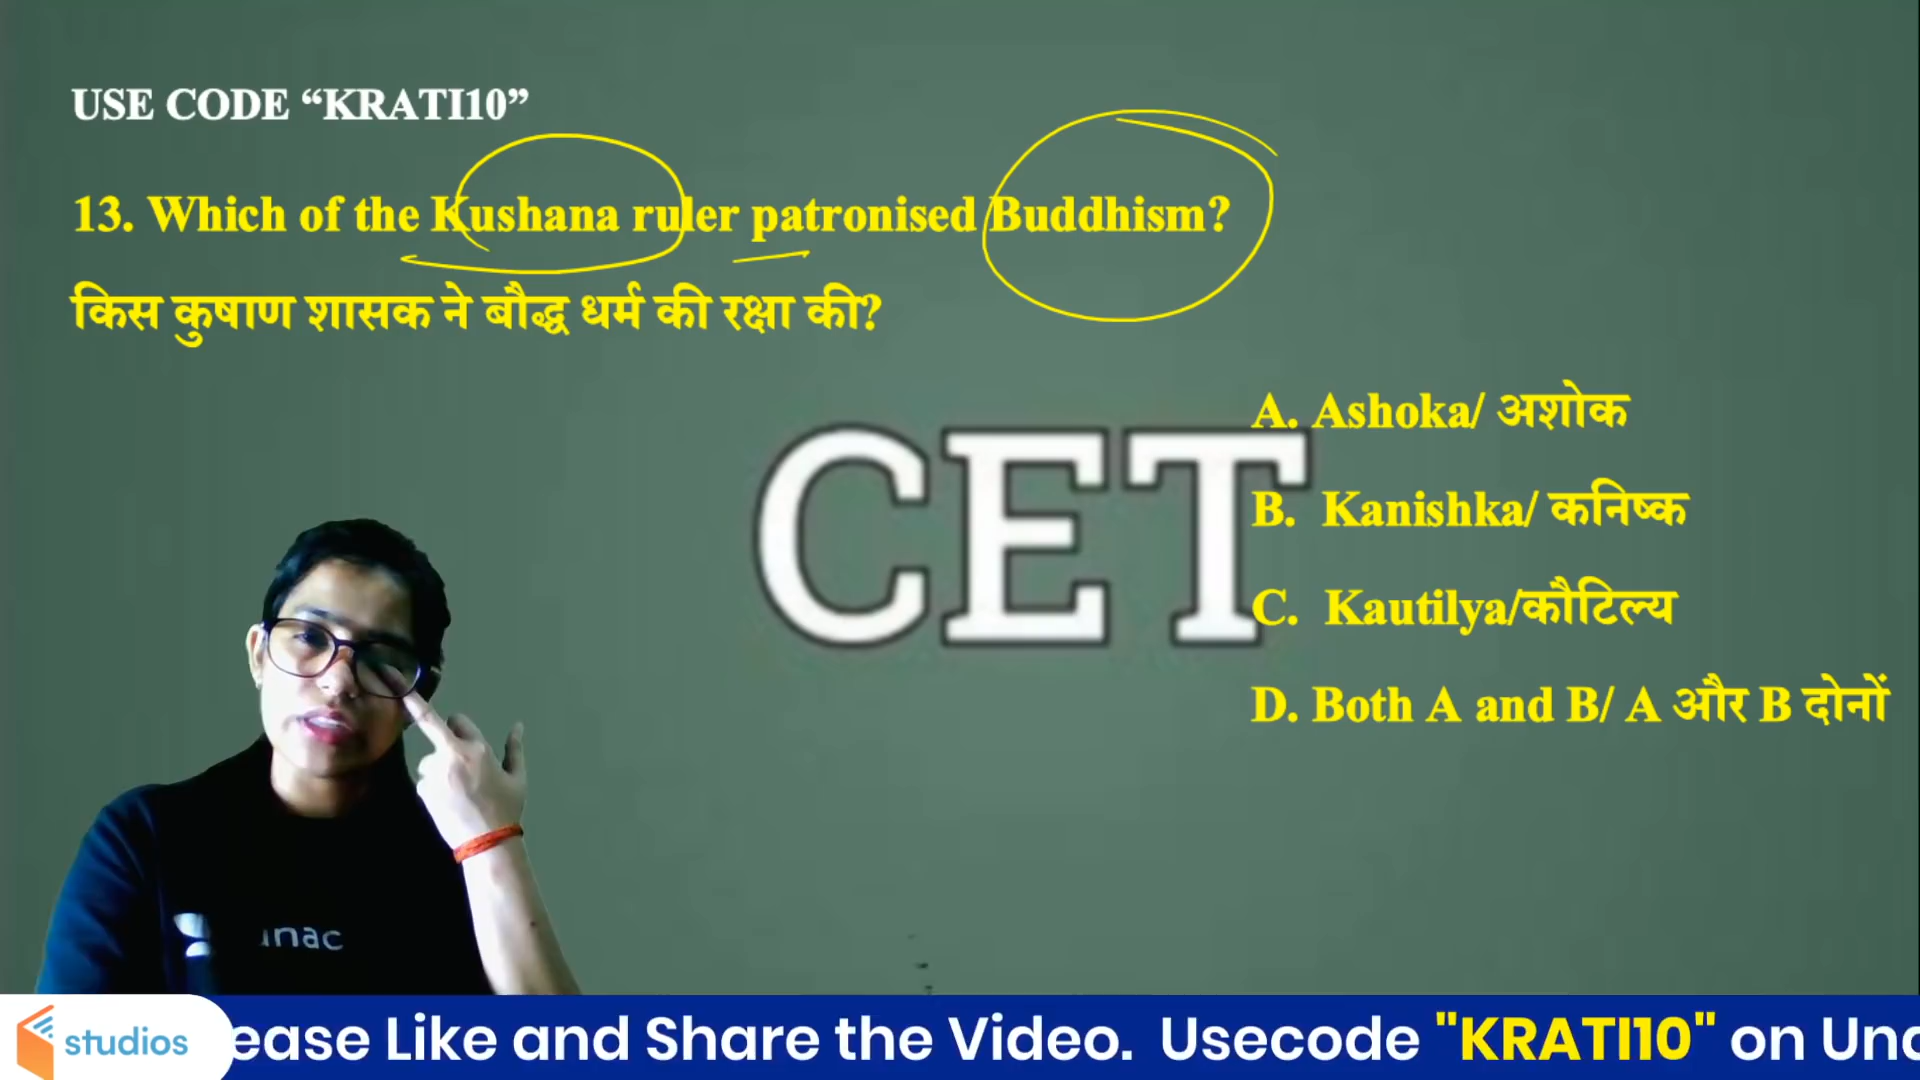 USE CODE “KRATI10”
13. Which of the Kushana ruler patronised Buddhism?
किस कुषाण शासक ने बौद्ध धर्म की रक्षा की?
A. Ashoka/ अशोक
B. Kanishka/ कनिष्क
C. Kautilya/कौटिल्य
D. Both A and B/ A और B दोनों
CET
nac
studios
ease Like and Share the Video. Usecode "KRATI10" on Una